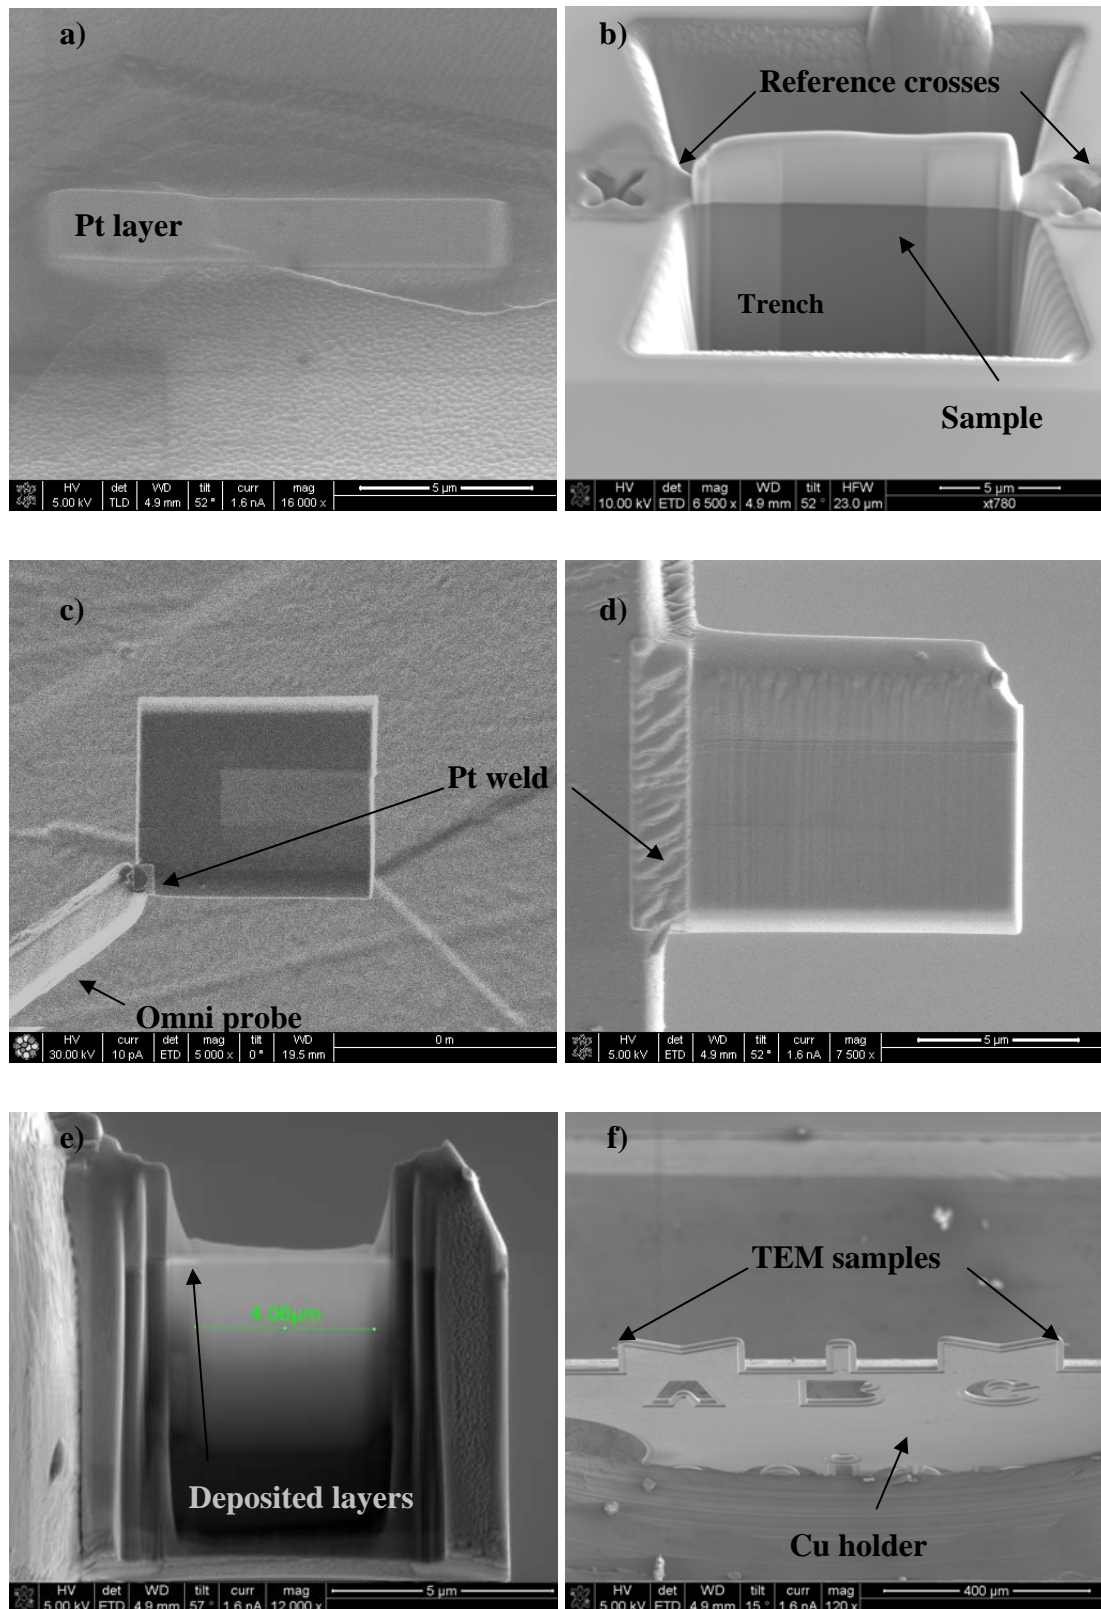 a)
Pt layer
HV det WD tilt curr mag 5 µm
5.00 kV TLD 4.9 mm 52 ° 1.6 nA 16 000 x
b)
Reference crosses
Trench
Sample
HV det mag WD tilt HFW 5 µm
10.00 kV ETD 6 500 x 4.9 mm 52 ° 23.0 µm xt780
c)
Pt weld
Omni probe
HV curr det mag tilt WD 0 m
30.00 kV 10 pA ETD 5 000 x 0 ° 19.5 mm
d)
HV det WD tilt curr mag 5 µm
5.00 kV ETD 4.9 mm 52 ° 1.6 nA 7 500 x
e)
4.06µm
Deposited layers
HV det WD tilt curr mag 5 µm
5.00 kV ETD 4.9 mm 57 ° 1.6 nA 12 000 x
f)
TEM samples
A B C
Cu holder
HV det WD tilt curr mag 400 µm
5.00 kV ETD 4.9 mm 15 ° 1.6 nA 120 x